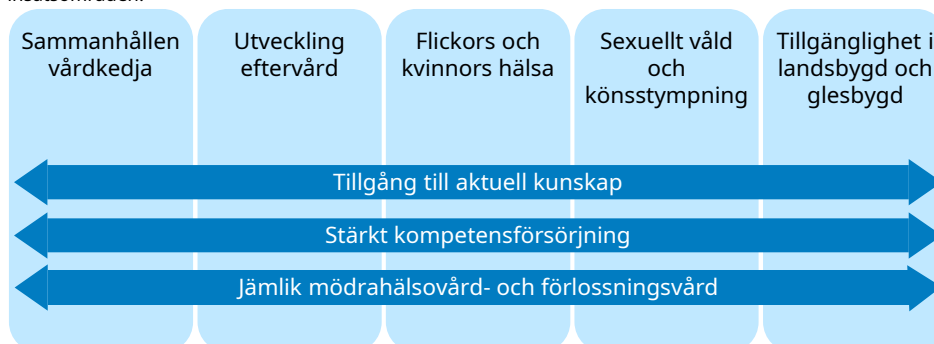 insatsområden.
Sammanhållen
vårdkedja
Utveckling
eftervård
Flickors och
kvinnors hälsa
Sexuellt våld
och
könsstympning
Tillgänglighet i
landsbygd och
glesbygd
Tillgång till aktuell kunskap
Stärkt kompetensförsörjning
Jämlik mödrahälsovård- och förlossningsvård